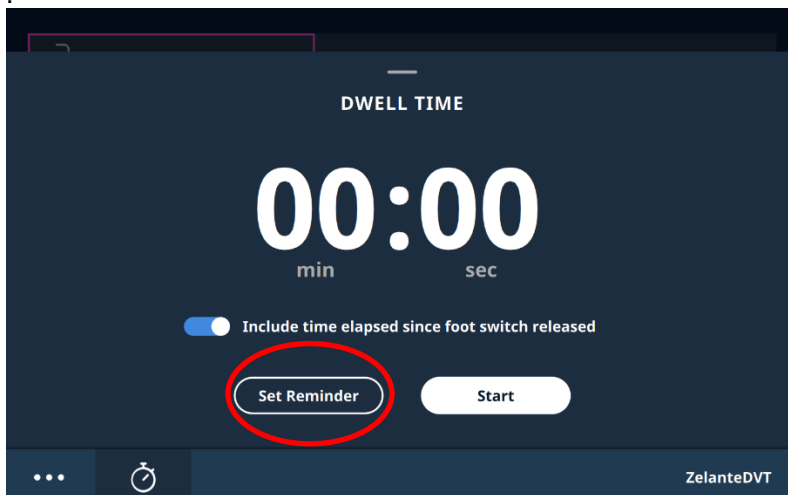 DWELL TIME
00:00
min sec
Include time elapsed since foot switch released
Set Reminder Start
ZelanteDVT